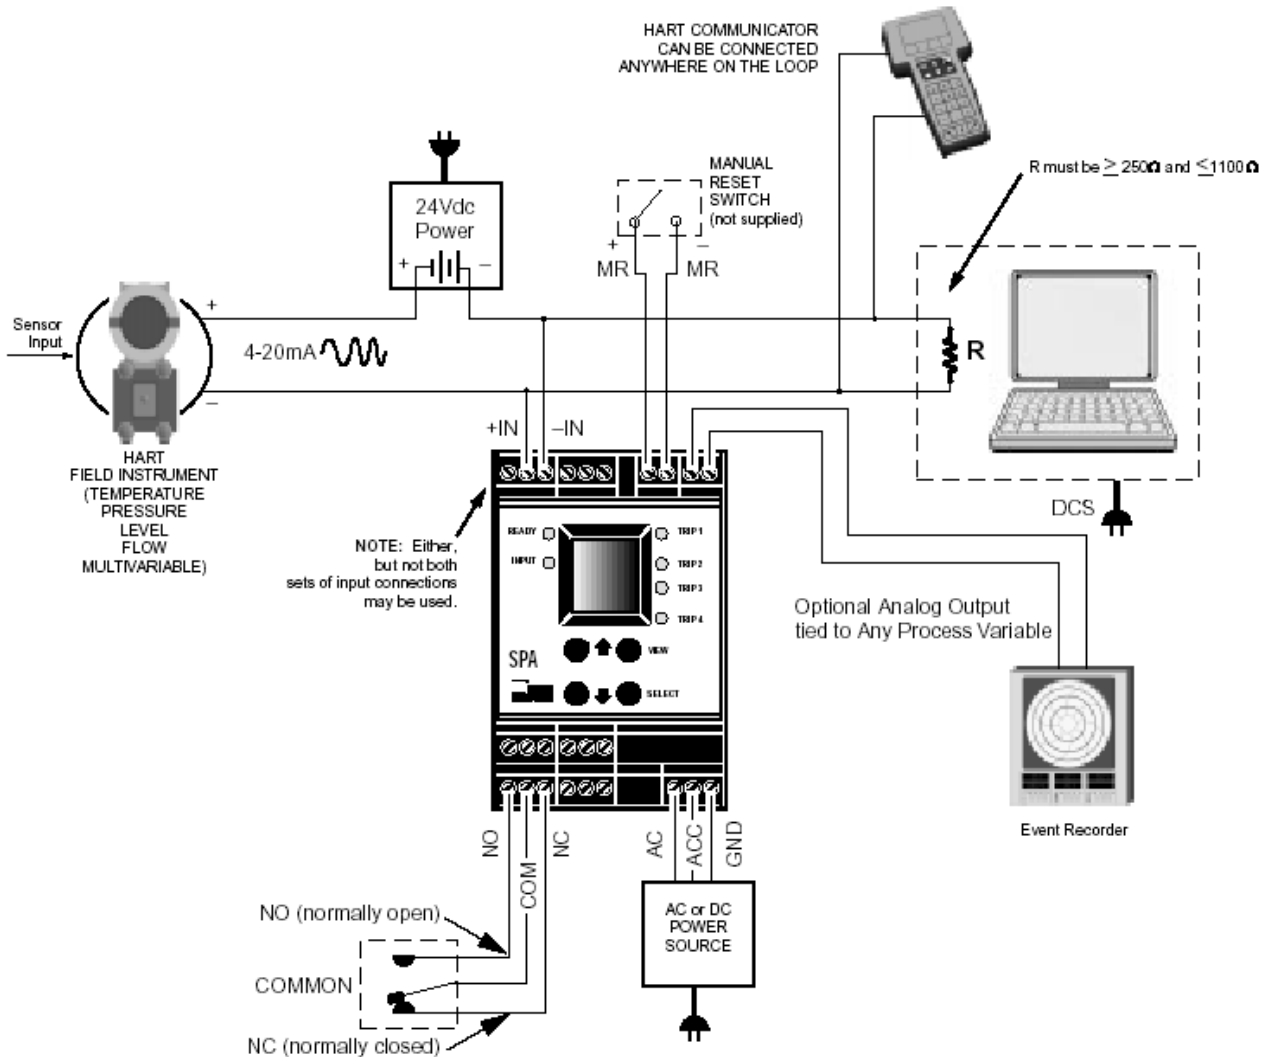 HART COMMUNICATOR
CAN BE CONNECTED
ANYWHERE ON THE LOOP
R must be ≥ 250Ω and ≤1100Ω
MANUAL
RESET
SWITCH
(not supplied)
24Vdc
Power
+
−
+
−
MR
MR
Sensor
Input
+
−
4-20mA
R
HART
FIELD INSTRUMENT
(TEMPERATURE
PRESSURE
LEVEL
FLOW
MULTIVARIABLE)
+IN
–IN
DCS
NOTE: Either,
but not both
sets of input connections
may be used.
READY
INPUT
TRIP 1
TRIP 2
TRIP 3
TRIP 4
VIEW
SELECT
SPA
Optional Analog Output
tied to Any Process Variable
Event Recorder
NO
COM
NC
AC
ACC
GND
NO (normally open)
COMMON
NC (normally closed)
AC or DC
POWER
SOURCE